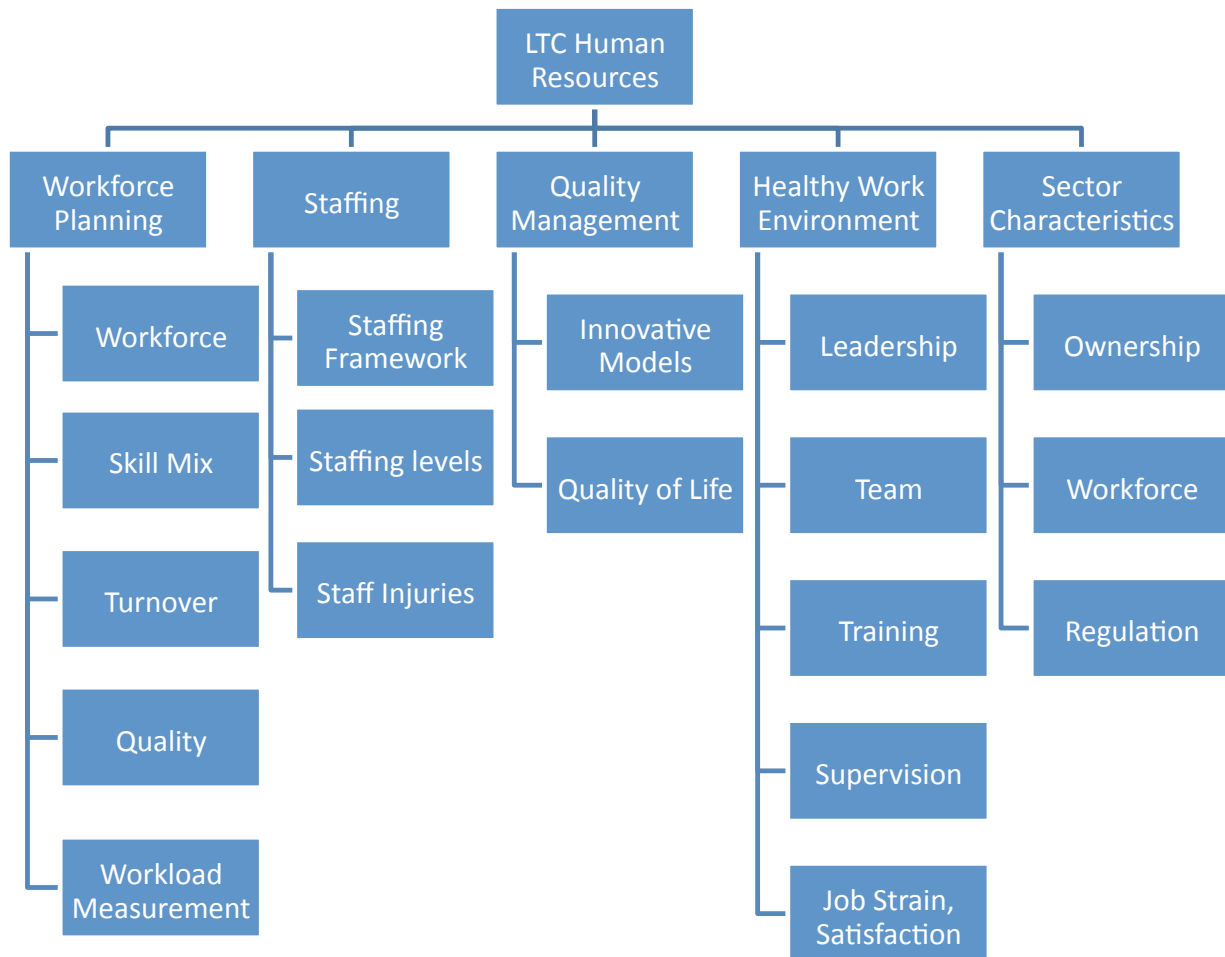 LTC Human
Resources
Workforce
Planning
Workforce
Skill Mix
Turnover
Quality
Workload
Measurement
Staffing
Staffing
Framework
Staffing levels
Staff Injuries
Quality
Management
Innovative
Models
Quality of Life
Healthy Work
Environment
Leadership
Team
Training
Supervision
Job Strain,
Satisfaction
Sector
Characteristics
Ownership
Workforce
Regulation